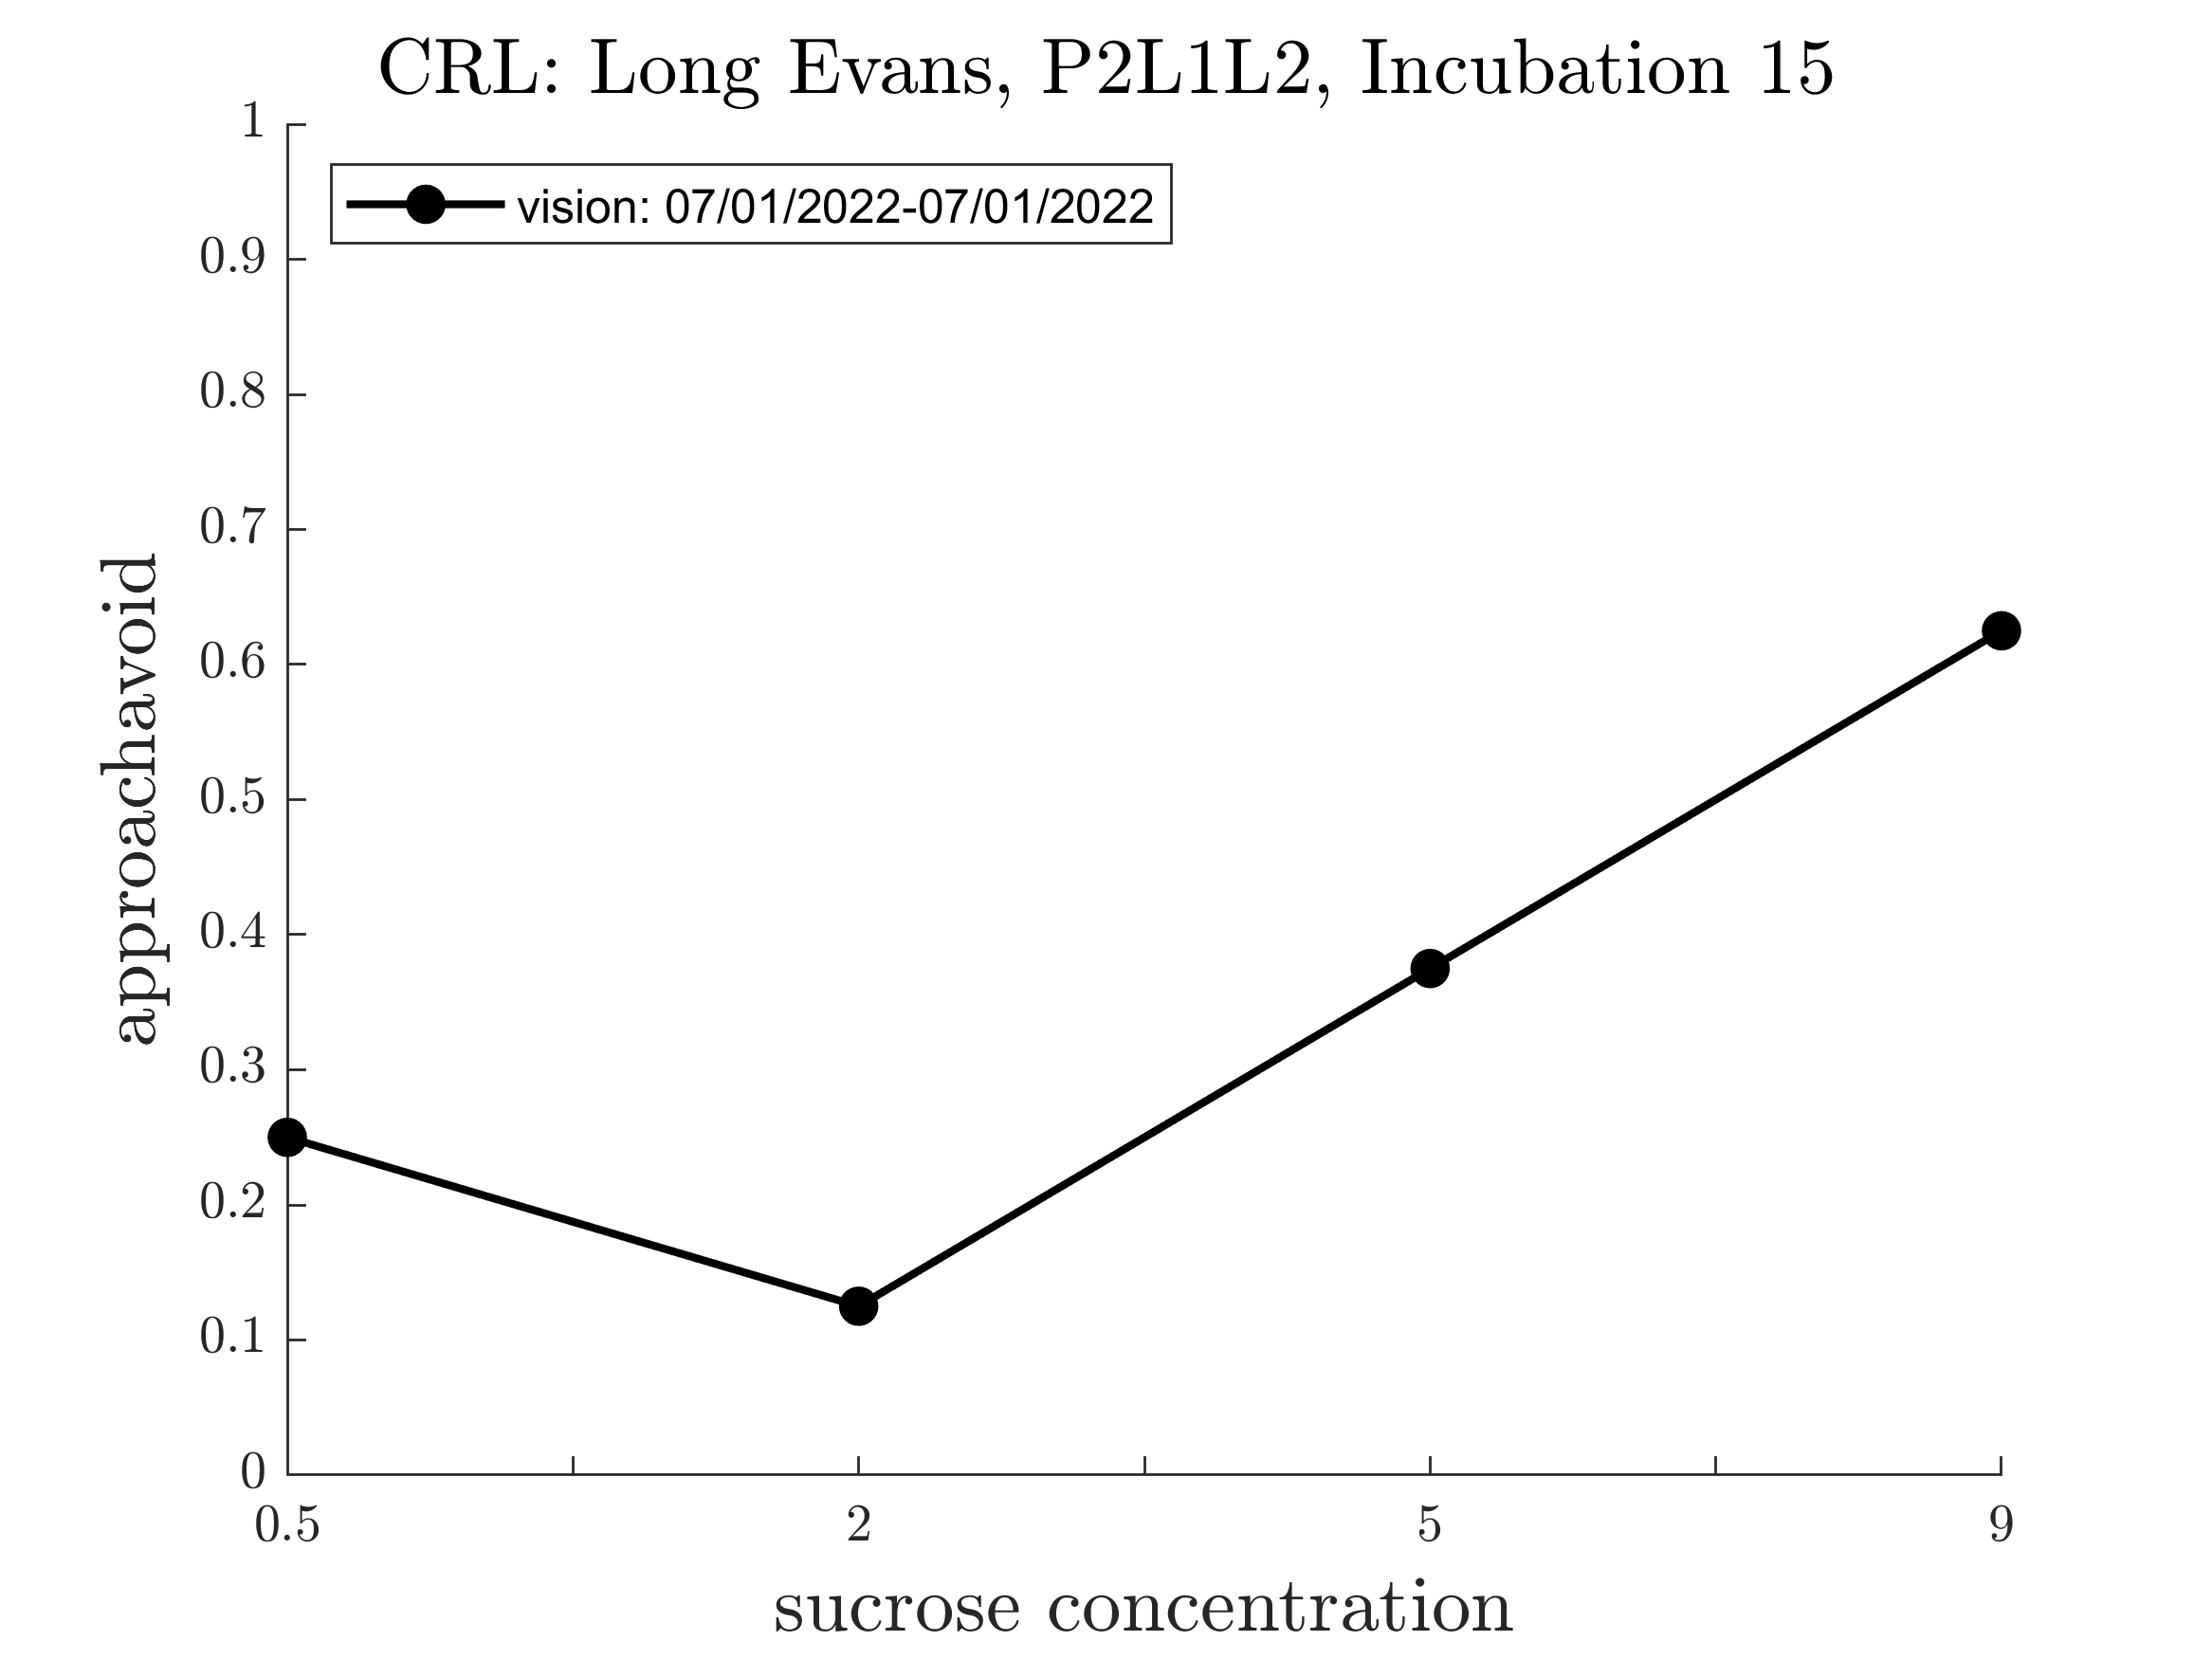 CRL: Long Evans, P2L1L2, Incubation 15
1
vision: 07/01/2022-07/01/2022
0.9
0.8
0.7
0.6
0.5
0.4
0.3
0.2
0.1
0
approachavoid
0.5 2 5 9
sucrose concentration